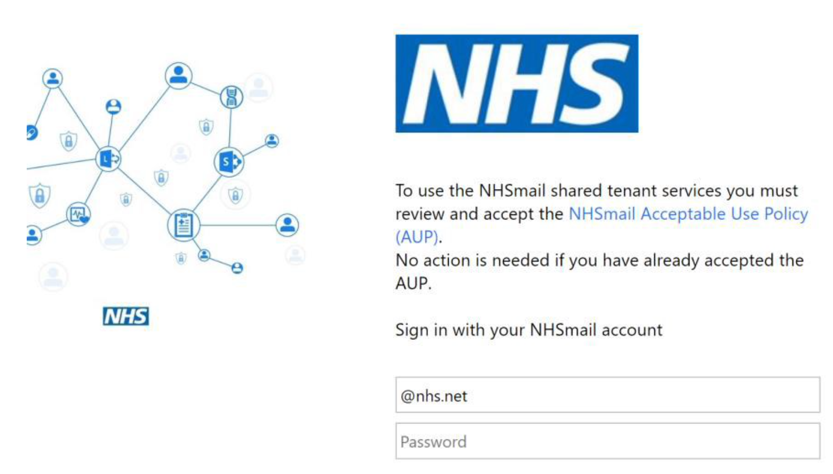 NHS
To use the NHSmail shared tenant services you must
review and accept the NHSmail Acceptable Use Policy
(AUP).
No action is needed if you have already accepted the
AUP.
Sign in with your NHSmail account
@nhs.net
Password
L
S
NHS